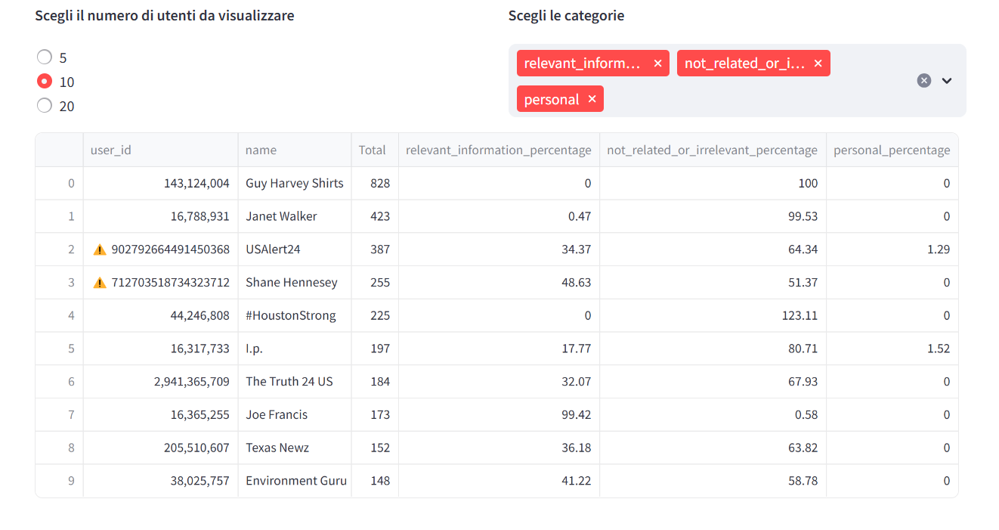 Scegli il numero di utenti da visualizzare
Scegli le categorie
5
10
20
relevant_inform... ×
not_related_or_i... ×
personal ×
user_id name Total relevant_information_percentage not_related_or_irrelevant_percentage personal_percentage
0 143,124,004 Guy Harvey Shirts 828 0 100 0
1 16,788,931 Janet Walker 423 0.47 99.53 0
2 ⚠ 902792664491450368 USAlert24 387 34.37 64.34 1.29
3 ⚠ 712703518734323712 Shane Hennesey 255 48.63 51.37 0
4 44,246,808 #HoustonStrong 225 0 123.11 0
5 16,317,733 I.p. 197 17.77 80.71 1.52
6 2,941,365,709 The Truth 24 US 184 32.07 67.93 0
7 16,365,255 Joe Francis 173 99.42 0.58 0
8 205,510,607 Texas Newz 152 36.18 63.82 0
9 38,025,757 Environment Guru 148 41.22 58.78 0